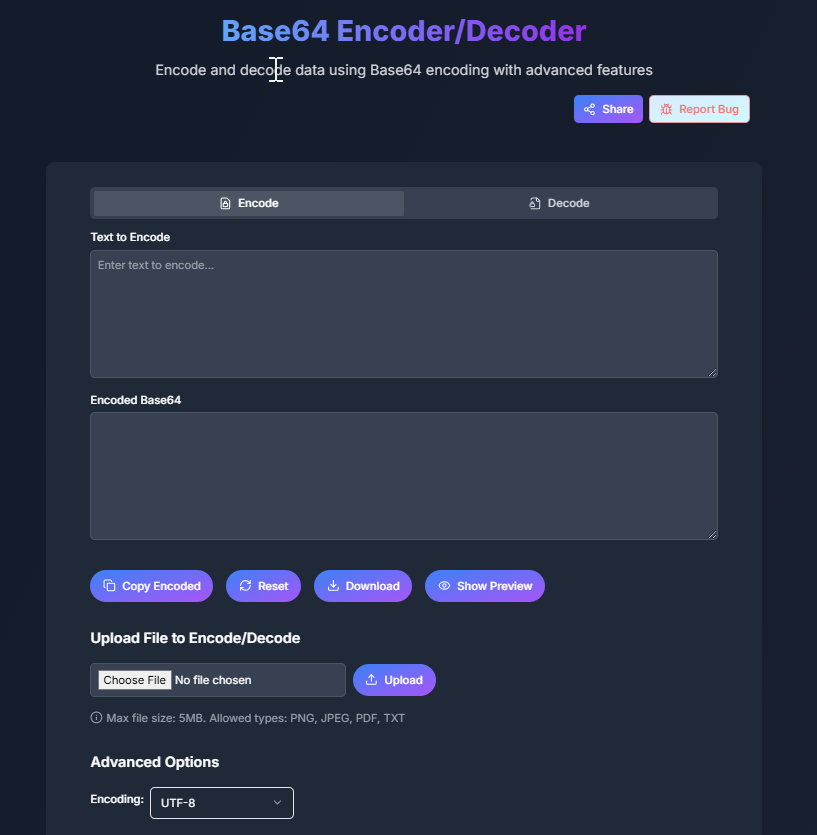 Base64 Encoder/Decoder
Encode and decode data using Base64 encoding with advanced features
Share
Report Bug
Encode
Decode
Text to Encode
Enter text to encode...
Encoded Base64
Copy Encoded
Reset
Download
Show Preview
Upload File to Encode/Decode
Choose File No file chosen
Upload
Max file size: 5MB. Allowed types: PNG, JPEG, PDF, TXT
Advanced Options
Encoding:
UTF-8